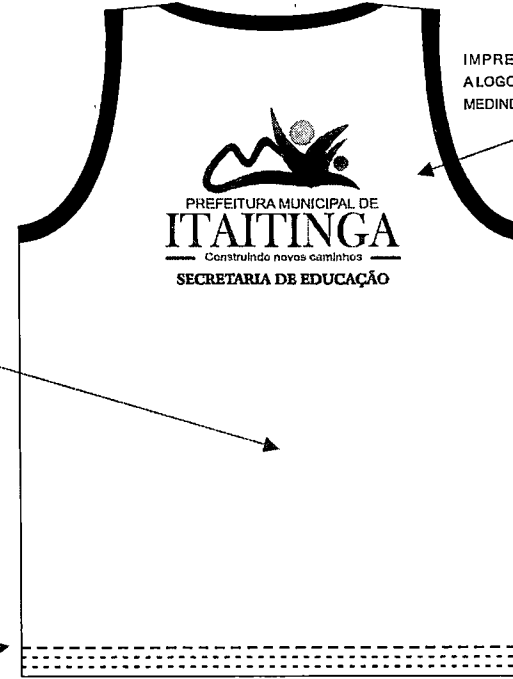 IMPRE
A LOGO
MEDIND
PREFEITURA MUNICIPAL DE
ITAITINGA
Construindo novos caminhos
SECRETARIA DE EDUCAÇÃO